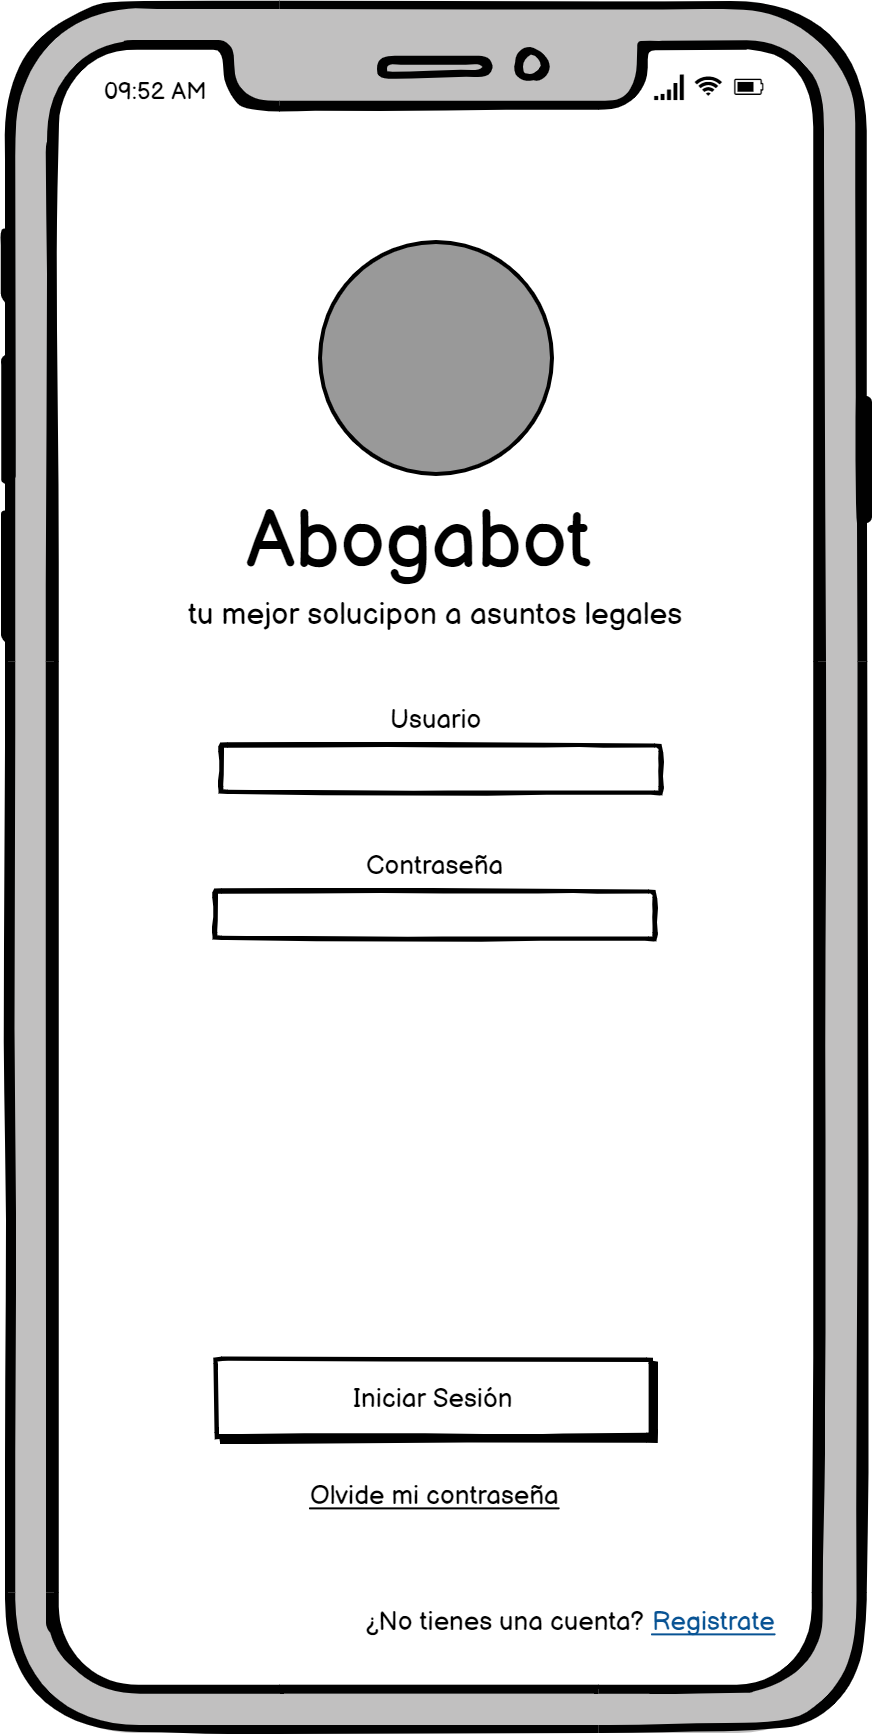 09:52 AM
Abogabot
tu mejor solucipon a asuntos legales
Usuario
Contraseña
Iniciar Sesión
Olvide mi contraseña
¿No tienes una cuenta? Registrate